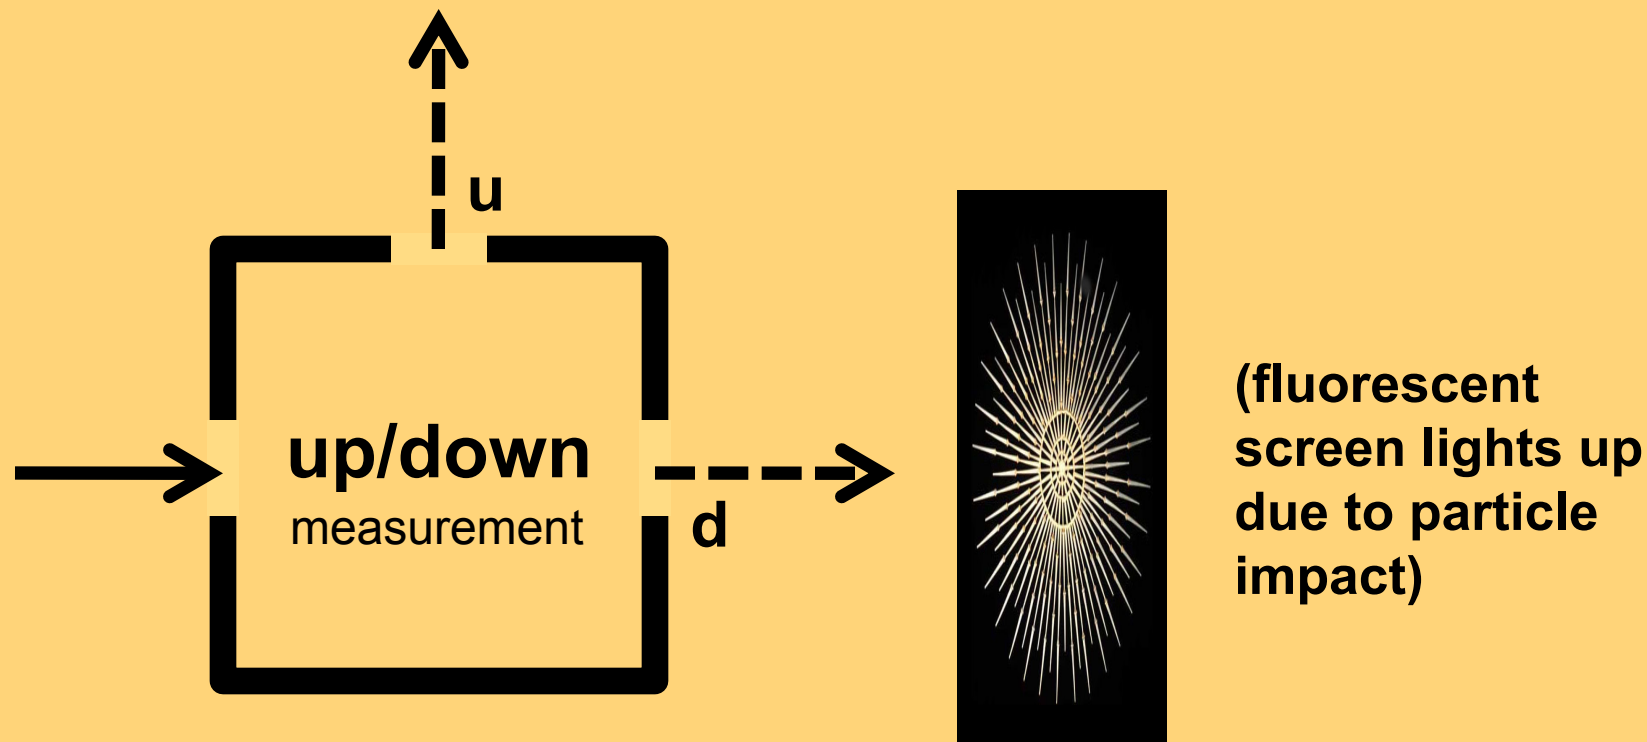 u
up/down
measurement
d
(fluorescent
screen lights up
due to particle
impact)